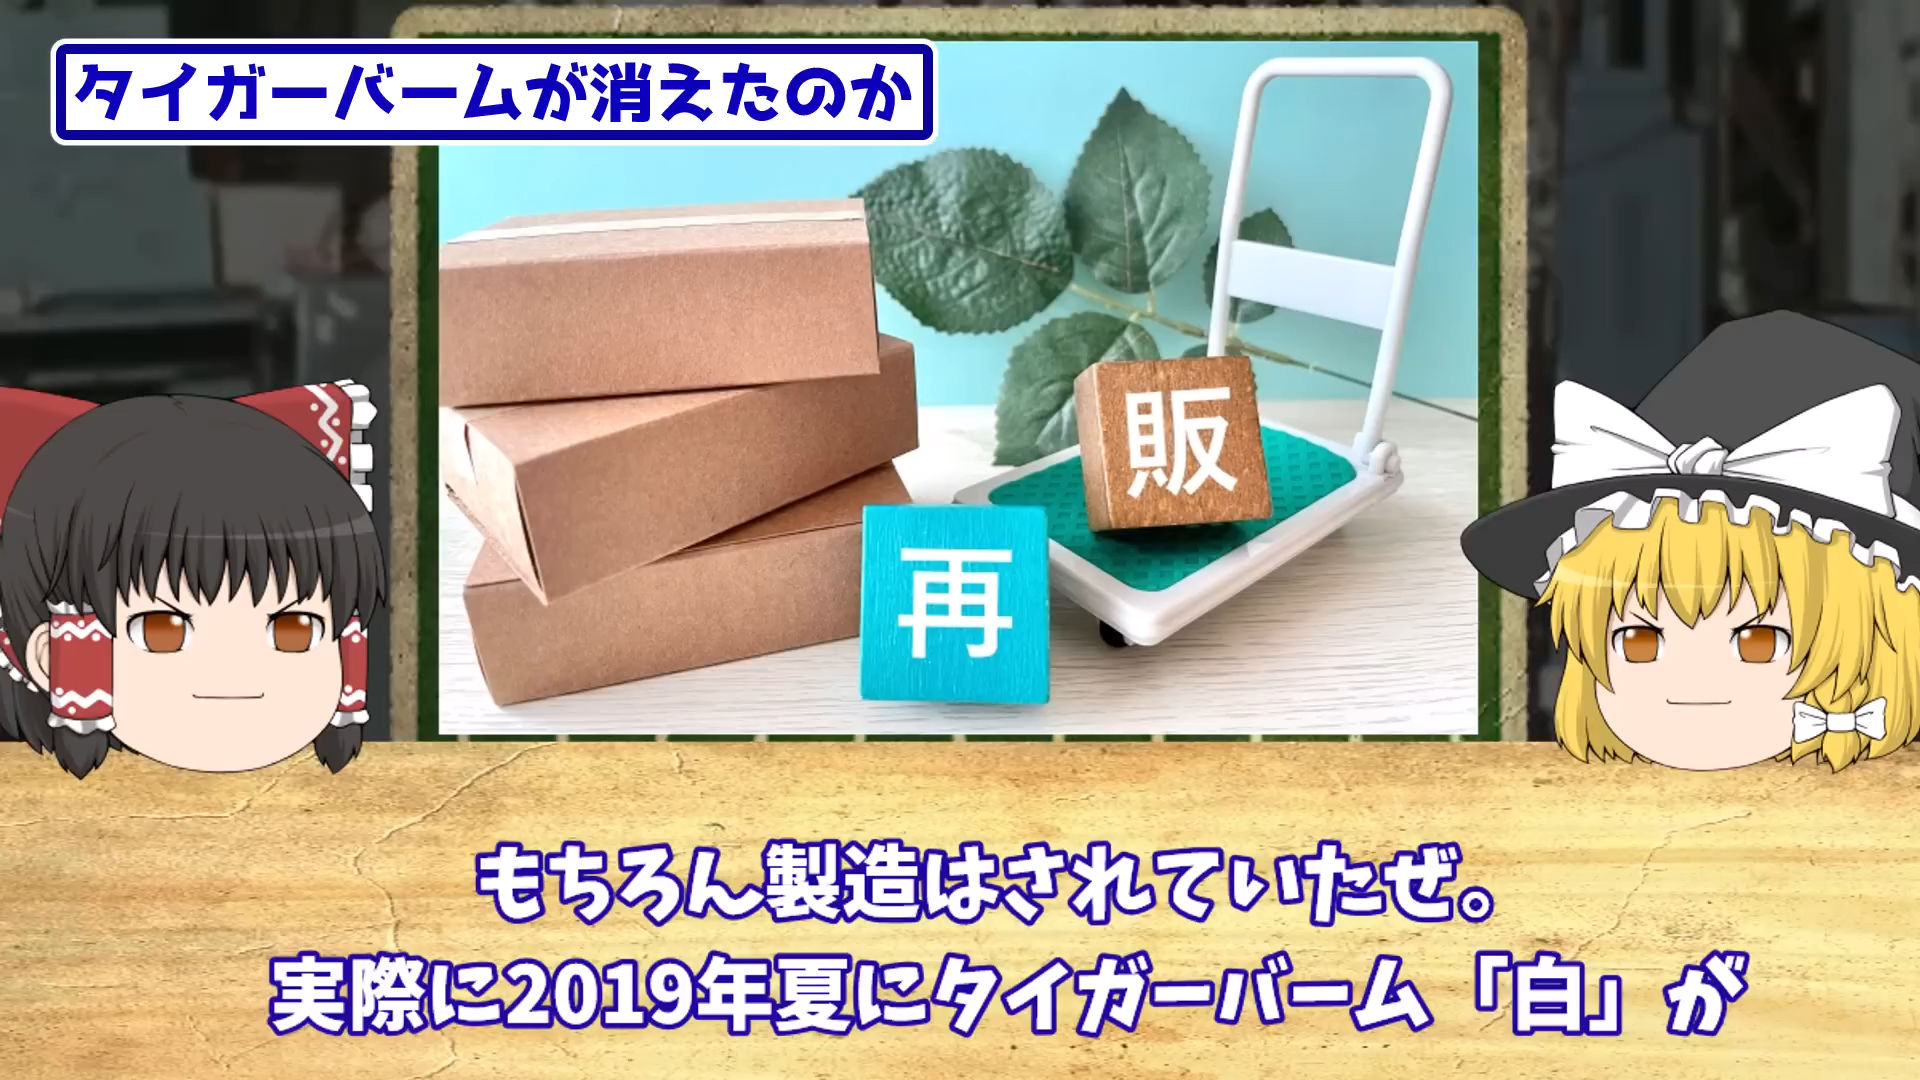 タイガーバームが消えたのか
販
再
もちろん製造はされていたぜ。
実際に2019年夏にタイガーバーム「白」が